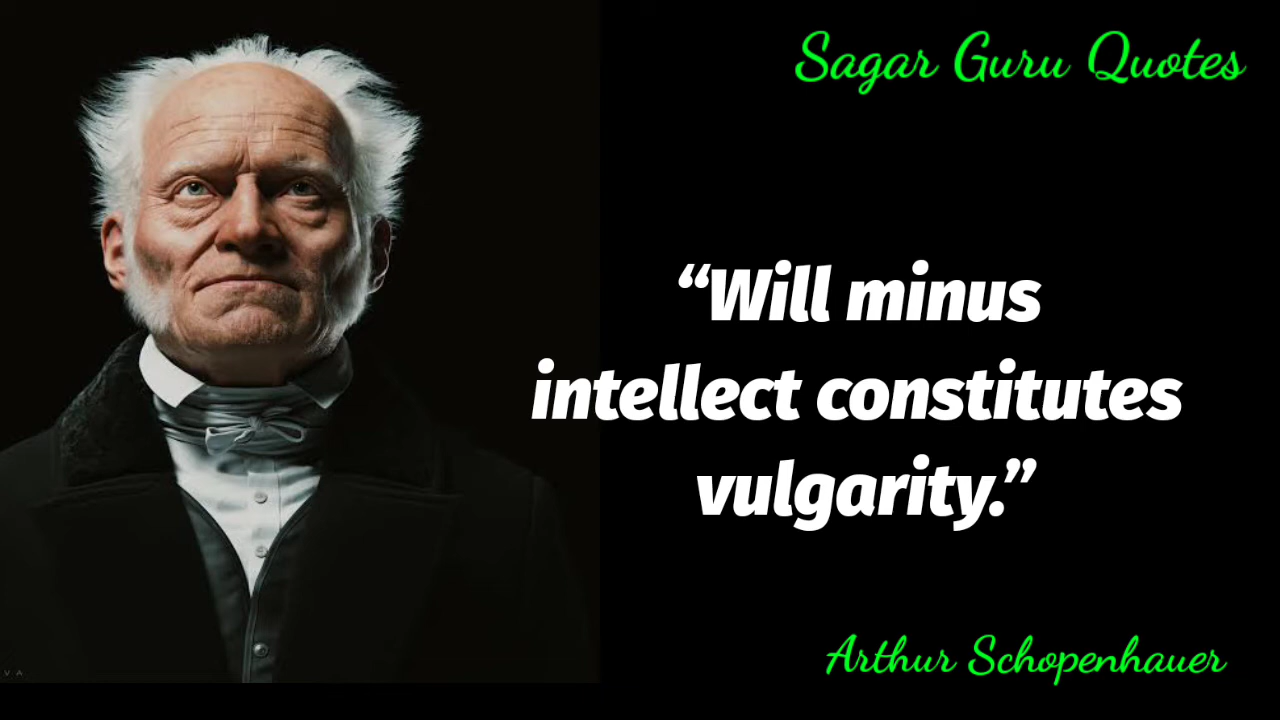 Sagar Guru Quotes
“Will minus
intellect constitutes
vulgarity.”
Arthur Schopenhauer
V A